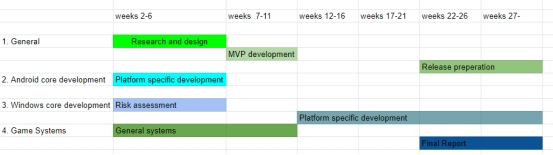 weeks 2-6 weeks 7-11 weeks 12-16 weeks 17-21 weeks 22-26 weeks 27-
1. General Research and design
MVP development
Release preperation
2. Android core development Platform specific development
3. Windows core development Risk assessment
Platform specific development
4. Game Systems General systems
Final Report